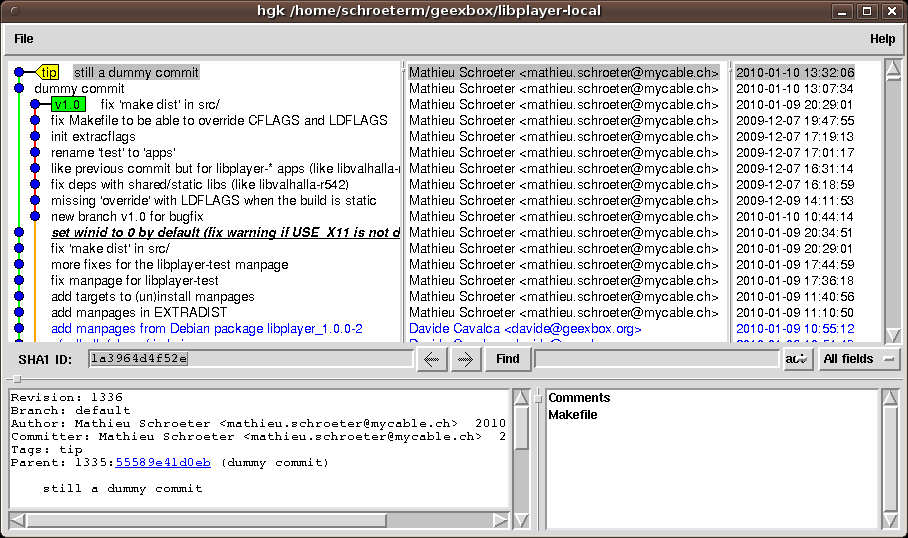 hgk /home/schroeterm/geexbox/libplayer-local
File Help
tip still a dummy commit Mathieu Schroeter <mathieu.schroeter@mycable.ch> 2010-01-10 13:32:06
dummy commit Mathieu Schroeter <mathieu.schroeter@mycable.ch> 2010-01-10 13:07:34
v1.0 fix 'make dist' in src/ Mathieu Schroeter <mathieu.schroeter@mycable.ch> 2010-01-09 20:29:01
fix Makefile to be able to override CFLAGS and LDFLAGS Mathieu Schroeter <mathieu.schroeter@mycable.ch> 2009-12-07 19:47:55
init extracflags Mathieu Schroeter <mathieu.schroeter@mycable.ch> 2009-12-07 17:19:13
rename 'test' to 'apps' Mathieu Schroeter <mathieu.schroeter@mycable.ch> 2009-12-07 17:01:17
like previous commit but for libplayer-* apps (like libvalhalla-r Mathieu Schroeter <mathieu.schroeter@mycable.ch> 2009-12-07 16:31:14
fix deps with shared/static libs (like libvalhalla-r542) Mathieu Schroeter <mathieu.schroeter@mycable.ch> 2009-12-07 16:18:59
missing 'override' with LDFLAGS when the build is static Mathieu Schroeter <mathieu.schroeter@mycable.ch> 2009-12-09 14:11:53
new branch v1.0 for bugfix Mathieu Schroeter <mathieu.schroeter@mycable.ch> 2010-01-10 10:44:14
set winid to 0 by default (fix warning if USE_X11 is not d Mathieu Schroeter <mathieu.schroeter@mycable.ch> 2010-01-09 20:34:51
fix 'make dist' in src/ Mathieu Schroeter <mathieu.schroeter@mycable.ch> 2010-01-09 20:29:01
more fixes for the libplayer-test manpage Mathieu Schroeter <mathieu.schroeter@mycable.ch> 2010-01-09 17:44:59
fix manpage for libplayer-test Mathieu Schroeter <mathieu.schroeter@mycable.ch> 2010-01-09 17:36:18
add targets to (un)install manpages Mathieu Schroeter <mathieu.schroeter@mycable.ch> 2010-01-09 11:40:56
add manpages in EXTRADIST Mathieu Schroeter <mathieu.schroeter@mycable.ch> 2010-01-09 11:10:50
add manpages from Debian package libplayer_1.0.0-2 Davide Cavalca <davide@geexbox.org> 2010-01-09 10:55:12
SHA1 ID: 1a3964d4f52e Find All fields
Revision: 1336
Branch: default
Author: Mathieu Schroeter <mathieu.schroeter@mycable.ch> 2010
Committer: Mathieu Schroeter <mathieu.schroeter@mycable.ch> 2
Tags: tip
Parent: 1335:55589e41d0eb (dummy commit)
still a dummy commit
Comments
Makefile